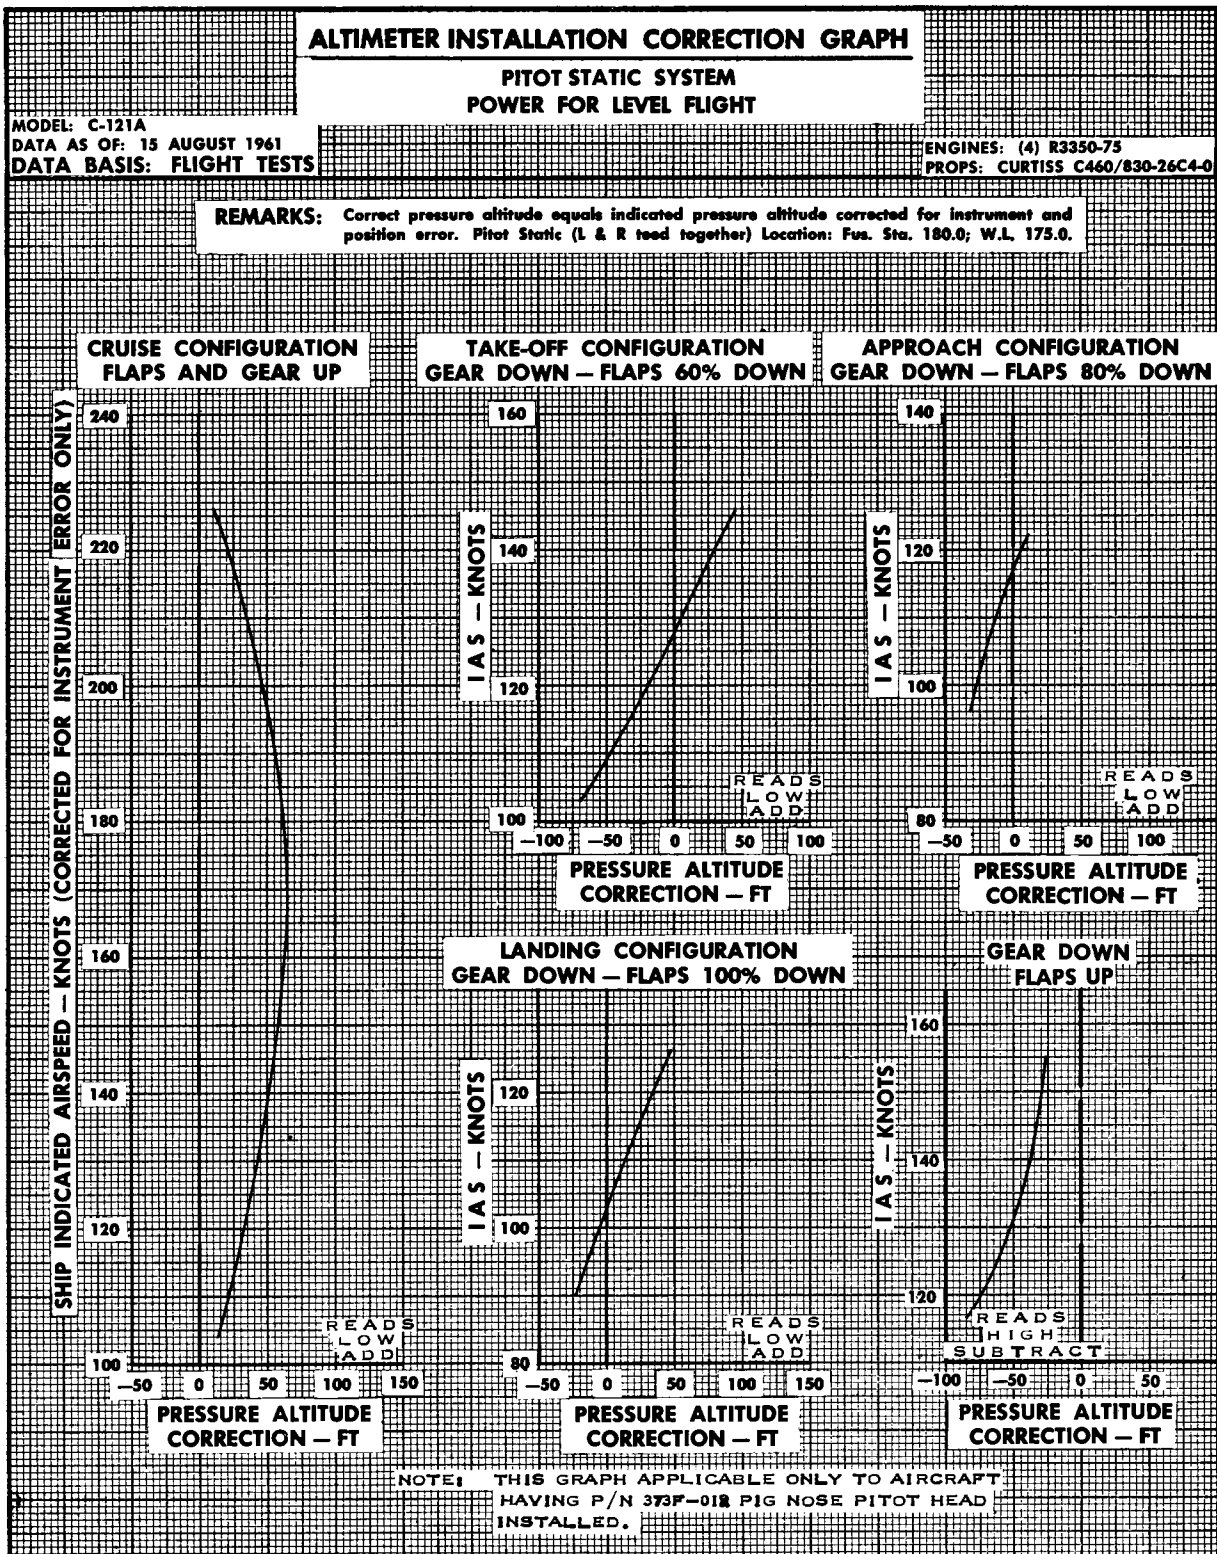 ALTIMETER INSTALLATION CORRECTION GRAPH
PITOT STATIC SYSTEM
POWER FOR LEVEL FLIGHT
MODEL: C-121A
DATA AS OF: 15 AUGUST 1961
DATA BASIS: FLIGHT TESTS
ENGINES: (4) R3350-75
PROPS: CURTISS C460/830-26C4-0
REMARKS: Correct pressure altitude equals indicated pressure altitude corrected for instrument and
position error. Pitot Static (L & R teed together) Location: Fus. Sta. 180.0; W.L. 175.0.
CRUISE CONFIGURATION
FLAPS AND GEAR UP
SHIP INDICATED AIRSPEED — KNOTS (CORRECTED FOR INSTRUMENT ERROR ONLY)
240
220
200
180
160
140
120
100
READS
LOW
ADD
—50 0 50 100 150
PRESSURE ALTITUDE
CORRECTION — FT
TAKE-OFF CONFIGURATION
GEAR DOWN — FLAPS 60% DOWN
IAS — KNOTS
160
140
120
100
READS
LOW
ADD
—100 —50 0 50 100
PRESSURE ALTITUDE
CORRECTION — FT
APPROACH CONFIGURATION
GEAR DOWN — FLAPS 80% DOWN
IAS — KNOTS
140
120
100
80
READS
LOW
ADD
—50 0 50 100
PRESSURE ALTITUDE
CORRECTION — FT
LANDING CONFIGURATION
GEAR DOWN — FLAPS 100% DOWN
IAS — KNOTS
120
100
80
READS
LOW
ADD
—50 0 50 100 150
PRESSURE ALTITUDE
CORRECTION — FT
GEAR DOWN
FLAPS UP
IAS — KNOTS
160
140
120
READS
HIGH
SUBTRACT
—100 —50 0 50
PRESSURE ALTITUDE
CORRECTION — FT
NOTE: THIS GRAPH APPLICABLE ONLY TO AIRCRAFT
HAVING P/N 373F—012 PIG NOSE PITOT HEAD
INSTALLED.